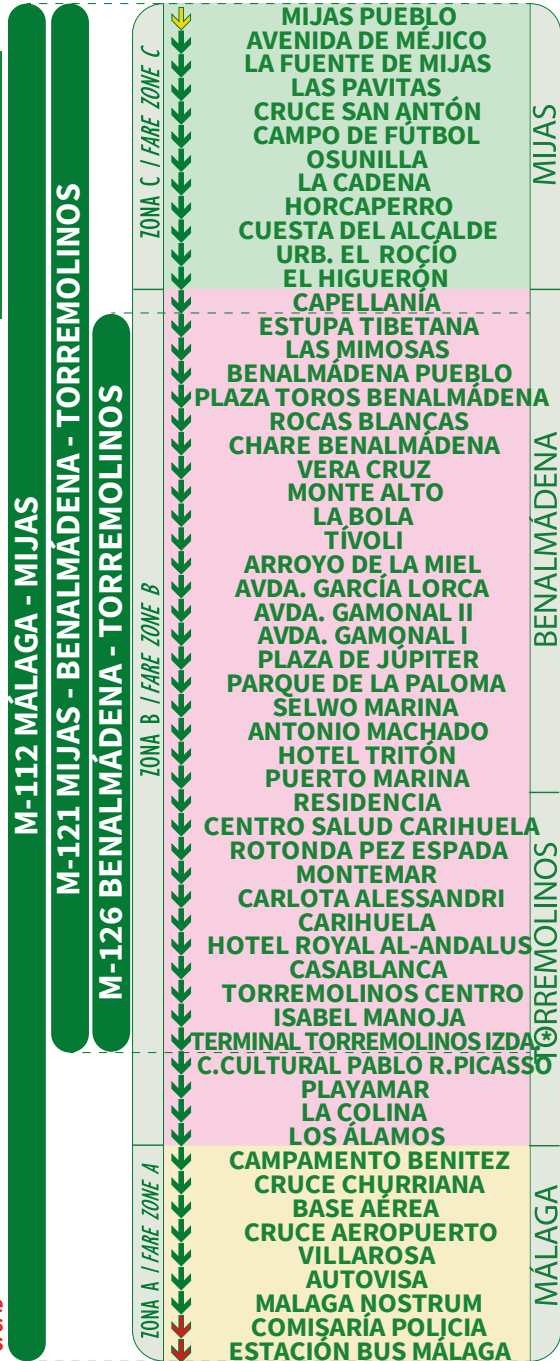 M-112 MÁLAGA - MIJAS
M-121 MIJAS - BENALMÁDENA - TORREMOLINOS
M-126 BENALMÁDENA - TORREMOLINOS
ZONA C / FARE ZONE C
ZONA B / FARE ZONE B
ZONA A / FARE ZONE A
MIJAS PUEBLO
AVENIDA DE MÉJICO
LA FUENTE DE MIJAS
LAS PAVITAS
CRUCE SAN ANTÓN
CAMPO DE FÚTBOL
OSUNILLA
LA CADENA
HORCAPERRO
CUESTA DEL ALCALDE
URB. EL ROCÍO
EL HIGUERÓN
CAPELLANÍA
ESTUPA TIBETANA
LAS MIMOSAS
BENALMÁDENA PUEBLO
PLAZA TOROS BENALMÁDENA
ROCAS BLANCAS
CHARE BENALMÁDENA
VERA CRUZ
MONTE ALTO
LA BOLA
TÍVOLI
ARROYO DE LA MIEL
AVDA. GARCÍA LORCA
AVDA. GAMONAL II
AVDA. GAMONAL I
PLAZA DE JÚPITER
PARQUE DE LA PALOMA
SELWO MARINA
ANTONIO MACHADO
HOTEL TRITÓN
PUERTO MARINA
RESIDENCIA
CENTRO SALUD CARIHUELA
ROTONDA PEZ ESPADA
MONTEMAR
CARLOTA ALESSANDRI
CARIHUELA
HOTEL ROYAL AL-ANDALUS
CASABLANCA
TORREMOLINOS CENTRO
ISABEL MANOJA
TERMINAL TORREMOLINOS IZDA.*
C.CULTURAL PABLO R.PICASSO
PLAYAMAR
LA COLINA
LOS ÁLAMOS
CAMPAMENTO BENITEZ
CRUCE CHURRIANA
BASE AÉREA
CRUCE AEROPUERTO
VILLAROSA
AUTOVISA
MALAGA NOSTRUM
COMISARÍA POLICIA
ESTACIÓN BUS MÁLAGA
MIJAS
BENALMÁDENA
TORREMOLINOS
MÁLAGA